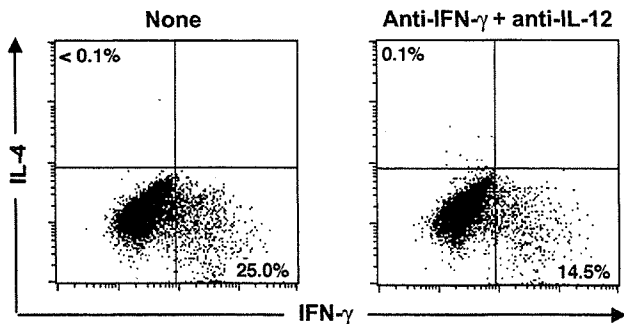 None
Anti-IFN-γ + anti-IL-12
< 0.1%
0.1%
IL-4
25.0%
14.5%
IFN-γ